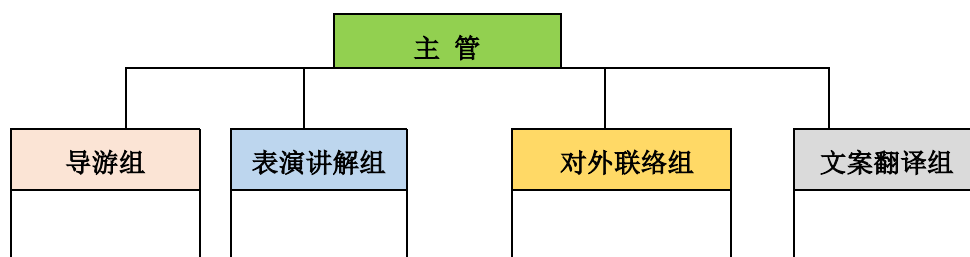 主 管
导游组
表演讲解组
对外联络组
文案翻译组